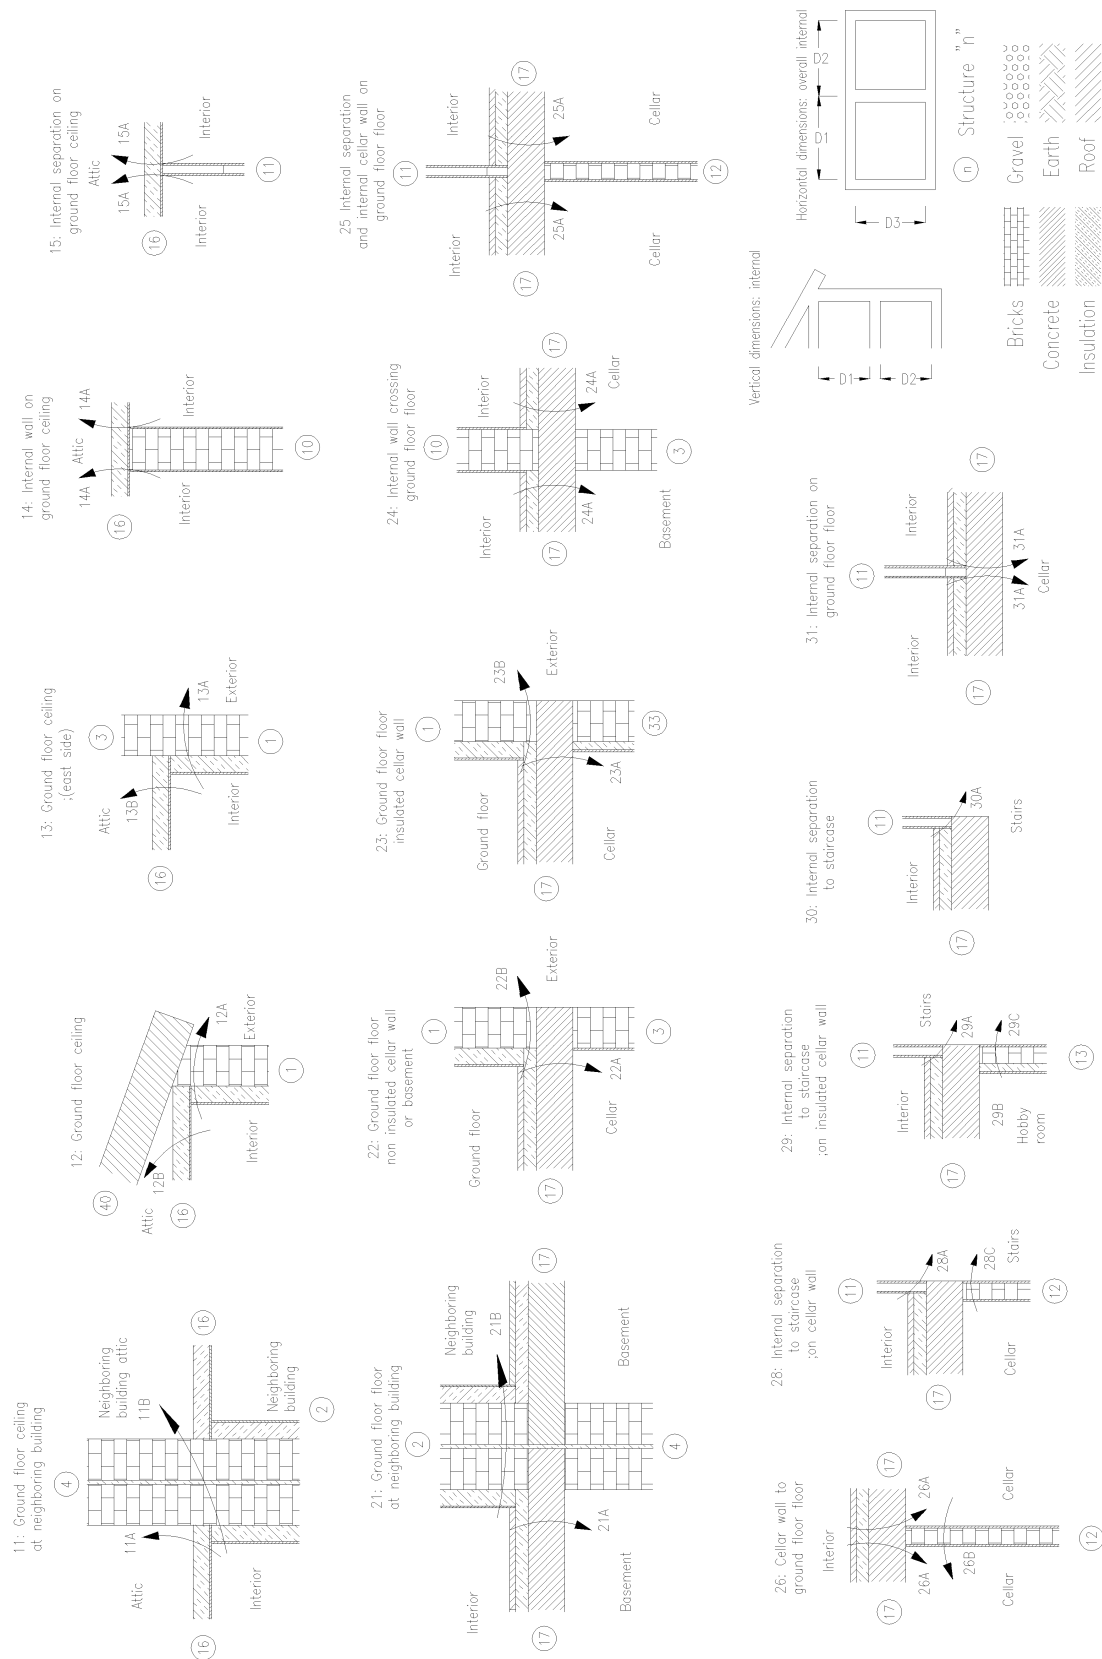 11: Ground floor ceiling
at neighboring building
4
Neighboring
building attic
11B
11A
Attic
16
16
Interior
Neighboring
building
2
12: Ground floor ceiling
40
Attic
12B
16
12A
Interior
Exterior
1
13: Ground floor ceiling
;(east side)
3
Attic
13B
16
13A
Interior
Exterior
1
14: Internal wall on
ground floor ceiling
14A
Attic
14A
16
Interior
Interior
10
15: Internal separation on
ground floor ceiling
15A
Attic
15A
16
Interior
Interior
11
21: Ground floor floor
at neighboring building
2
Neighboring
building
21B
Interior
17
17
21A
Basement
Basement
4
22: Ground floor floor
non insulated cellar wall
or basement
1
Ground floor
22B
Exterior
17
22A
Cellar
3
23: Ground floor floor
insulated cellar wall
1
Ground floor
23B
Exterior
17
23A
Cellar
33
24: Internal wall crossing
ground floor floor
10
Interior
Interior
17
17
24A
24A
Cellar
Basement
3
25 Internal separation
and internal cellar wall on
ground floor floor
11
Interior
Interior
17
17
25A
25A
Cellar
Cellar
12
26: Cellar wall to
ground floor floor
Interior
17
17
26A
26A
26B
Cellar
Cellar
12
28: Internal separation
to staircase
;on cellar wall
11
Interior
28A
17
28C
Stairs
Cellar
12
29: Internal separation
to staircase
;on insulated cellar wall
11
Stairs
Interior
29A
17
29B
29C
Hobby
room
13
30: Internal separation
to staircase
11
Interior
30A
17
Stairs
31: Internal separation on
ground floor floor
11
Interior
Interior
17
17
31A
31A
Cellar
Vertical dimensions: internal
D1
D2
Horizontal dimensions: overall internal
D1
D2
D3
n Structure "n"
Bricks
Gravel
Concrete
Earth
Insulation
Roof